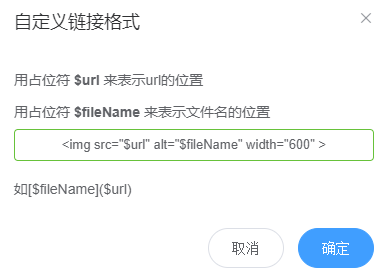 自定义链接格式
用占位符 $url 来表示url的位置
用占位符 $fileName 来表示文件名的位置
<img src="$url" alt="$fileName" width="600" >
如[$fileName]($url)
取消
确定